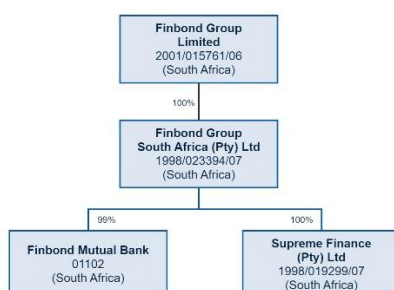 Finbond Group
Limited
2001/015761/06
(South Africa)
100%
Finbond Group
South Africa (Pty) Ltd
1998/023394/07
(South Africa)
99%
100%
Finbond Mutual Bank
01102
(South Africa)
Supreme Finance
(Pty) Ltd
1998/019299/07
(South Africa)